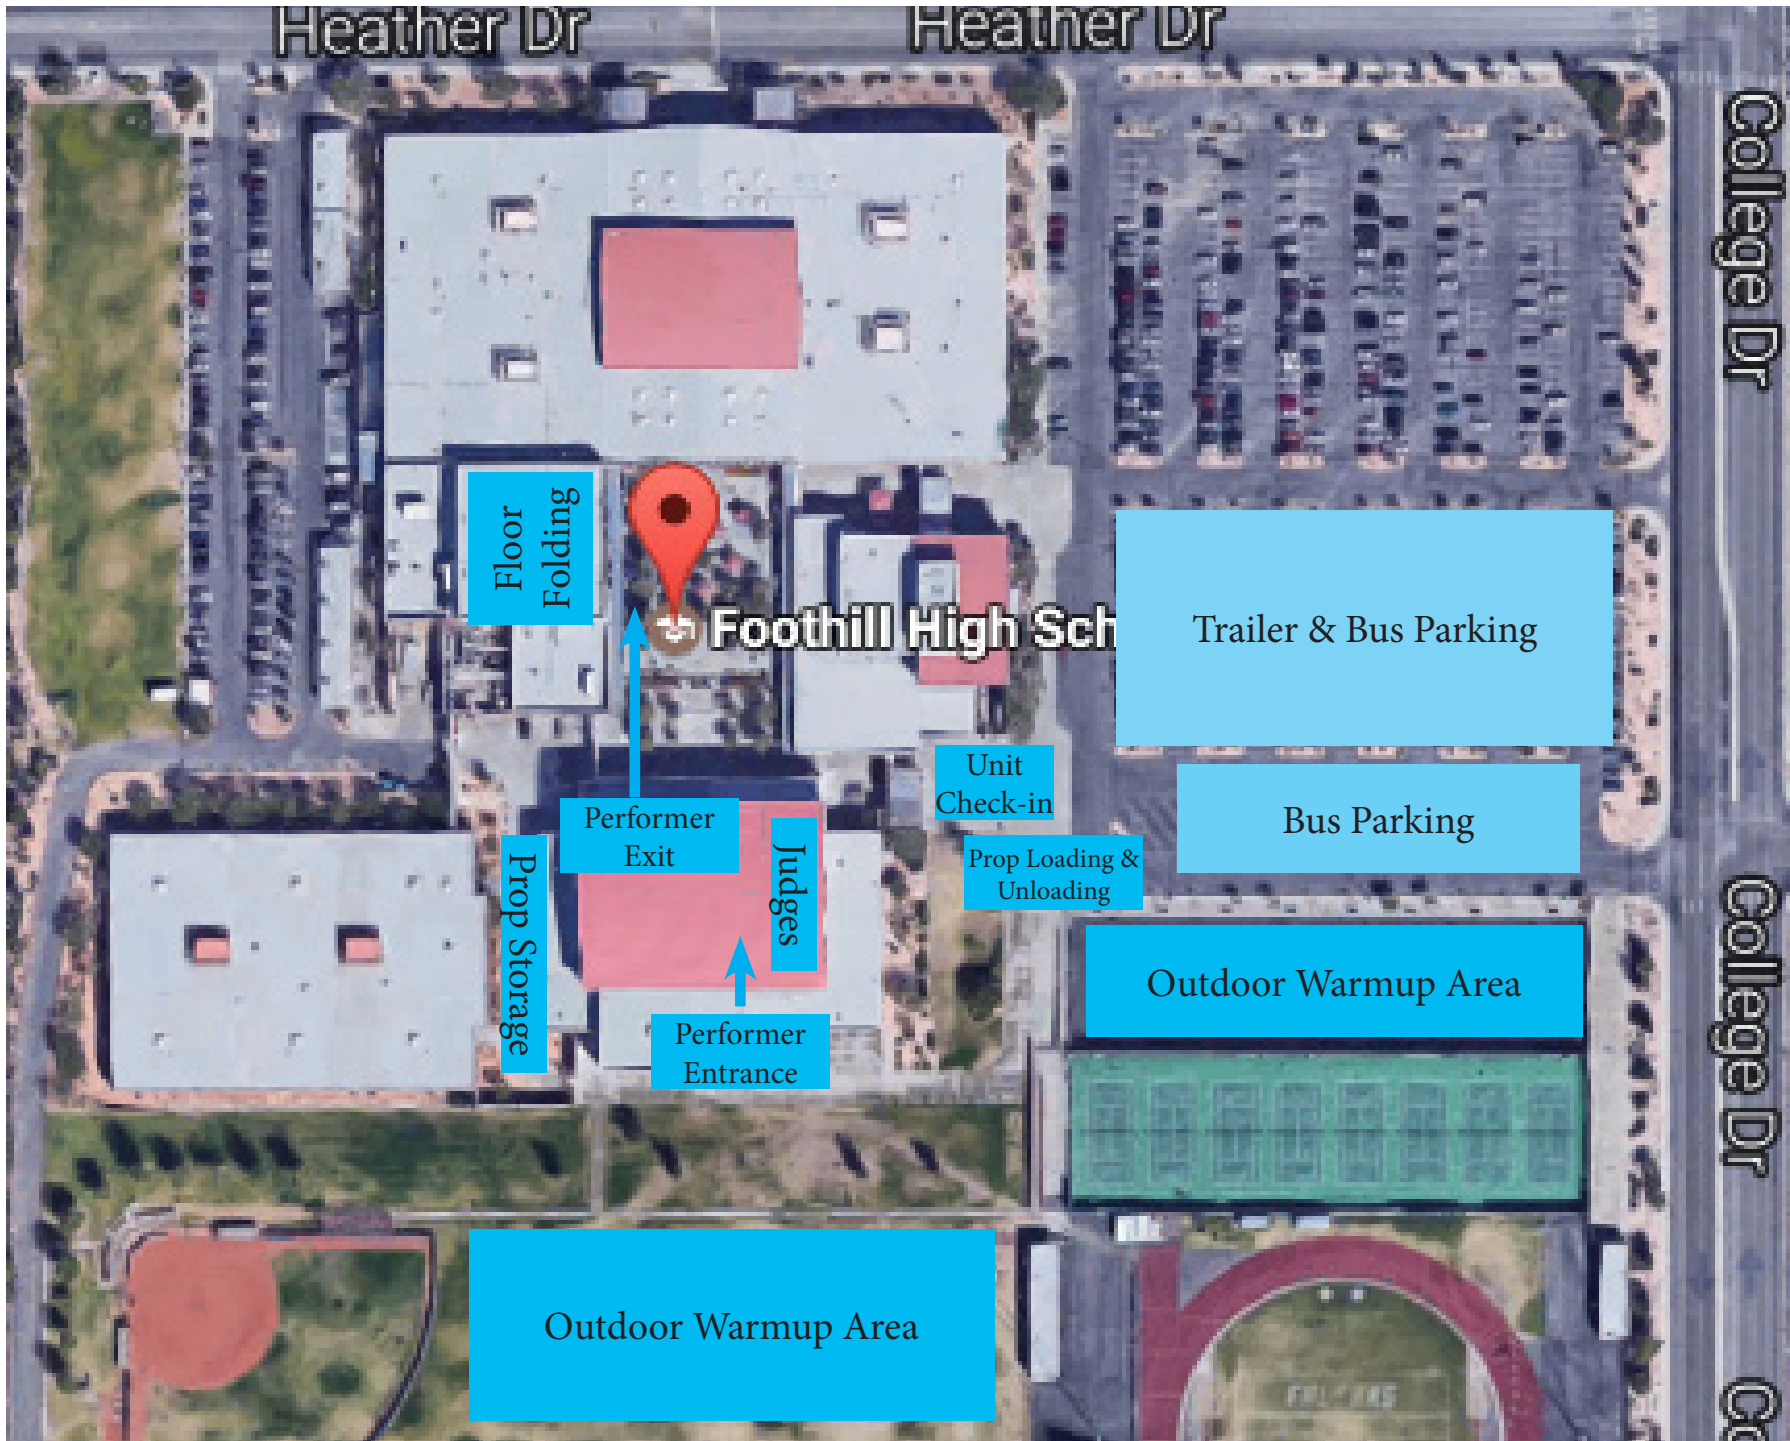 Heather Dr
Heather Dr
College Dr
Floor
Folding
Foothill High Sch
Trailer & Bus Parking
Unit
Check-in
Bus Parking
Performer
Exit
Judges
Prop Storage
Prop Loading &
Unloading
College Dr
Outdoor Warmup Area
Performer
Entrance
Outdoor Warmup Area
Co